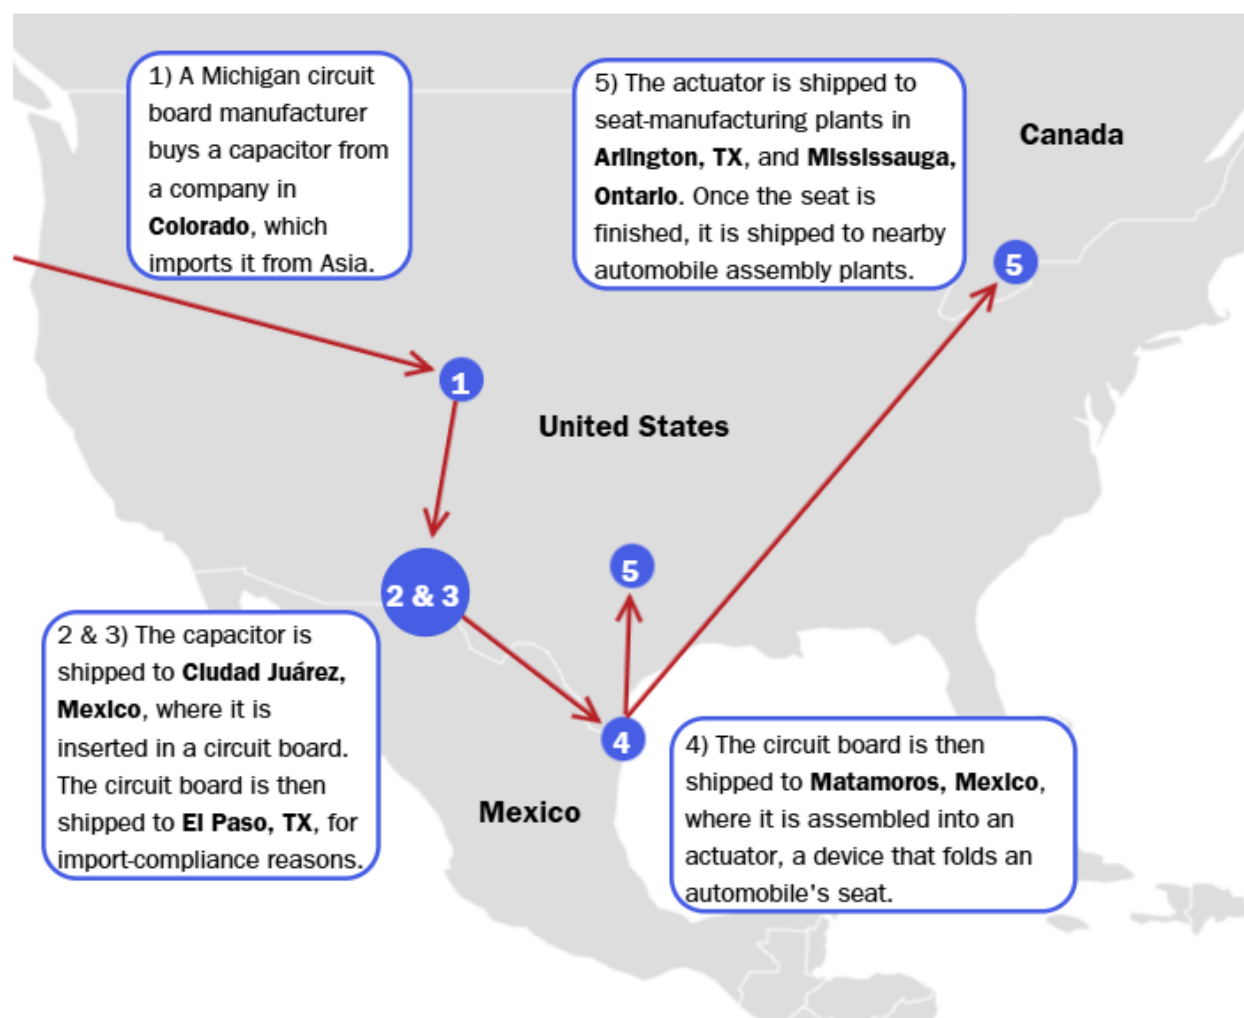 1) A Michigan circuit
board manufacturer
buys a capacitor from
a company in
Colorado, which
imports it from Asia.
5) The actuator is shipped to
seat-manufacturing plants in
Arlington, TX, and Mississauga,
Ontario. Once the seat is
finished, it is shipped to nearby
automobile assembly plants.
Canada
5
1
United States
5
2 & 3
2 & 3) The capacitor is
shipped to Ciudad Juárez,
Mexico, where it is
inserted in a circuit board.
The circuit board is then
shipped to El Paso, TX, for
import-compliance reasons.
4
Mexico
4) The circuit board is then
shipped to Matamoros, Mexico,
where it is assembled into an
actuator, a device that folds an
automobile's seat.